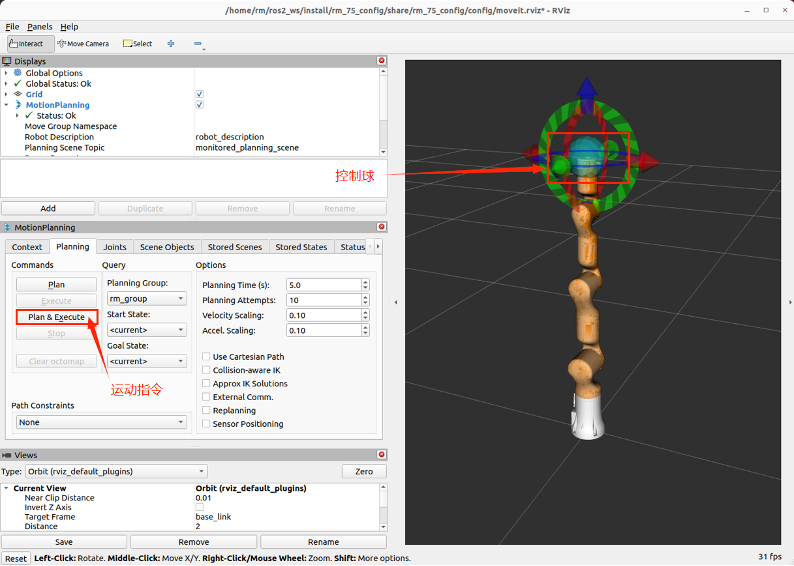 /home/rm/ros2_ws/install/rm_75_config/share/rm_75_config/config/moveit.rviz* - RViz
File Panels Help
Interact Move Camera Select
Displays
Global Options
Global Status: Ok
Grid
MotionPlanning
Status: Ok
Move Group Namespace
Robot Description robot_description
Planning Scene Topic monitored_planning_scene
控制球
Add Duplicate Remove Rename
MotionPlanning
Context Planning Joints Scene Objects Stored Scenes Stored States Status
Commands Query Options
Plan Planning Group: Planning Time (s): 5.0
Execute rm_group Planning Attempts: 10
Plan & Execute Start State: Velocity Scaling: 0.10
Stop <current> Accel. Scaling: 0.10
Goal State:
Clear octomap <current> Use Cartesian Path
Collision-aware IK
运动指令 Approx IK Solutions
External Comm.
Path Constraints Replanning
None Sensor Positioning
Views
Type: Orbit (rviz_default_plugins) Zero
Current View Orbit (rviz_default_plugins)
Near Clip Distance 0.01
Invert Z Axis
Target Frame base_link
Distance 2
Save Remove Rename
Reset Left-Click: Rotate. Middle-Click: Move X/Y. Right-Click/Mouse Wheel: Zoom. Shift: More options. 31 fps